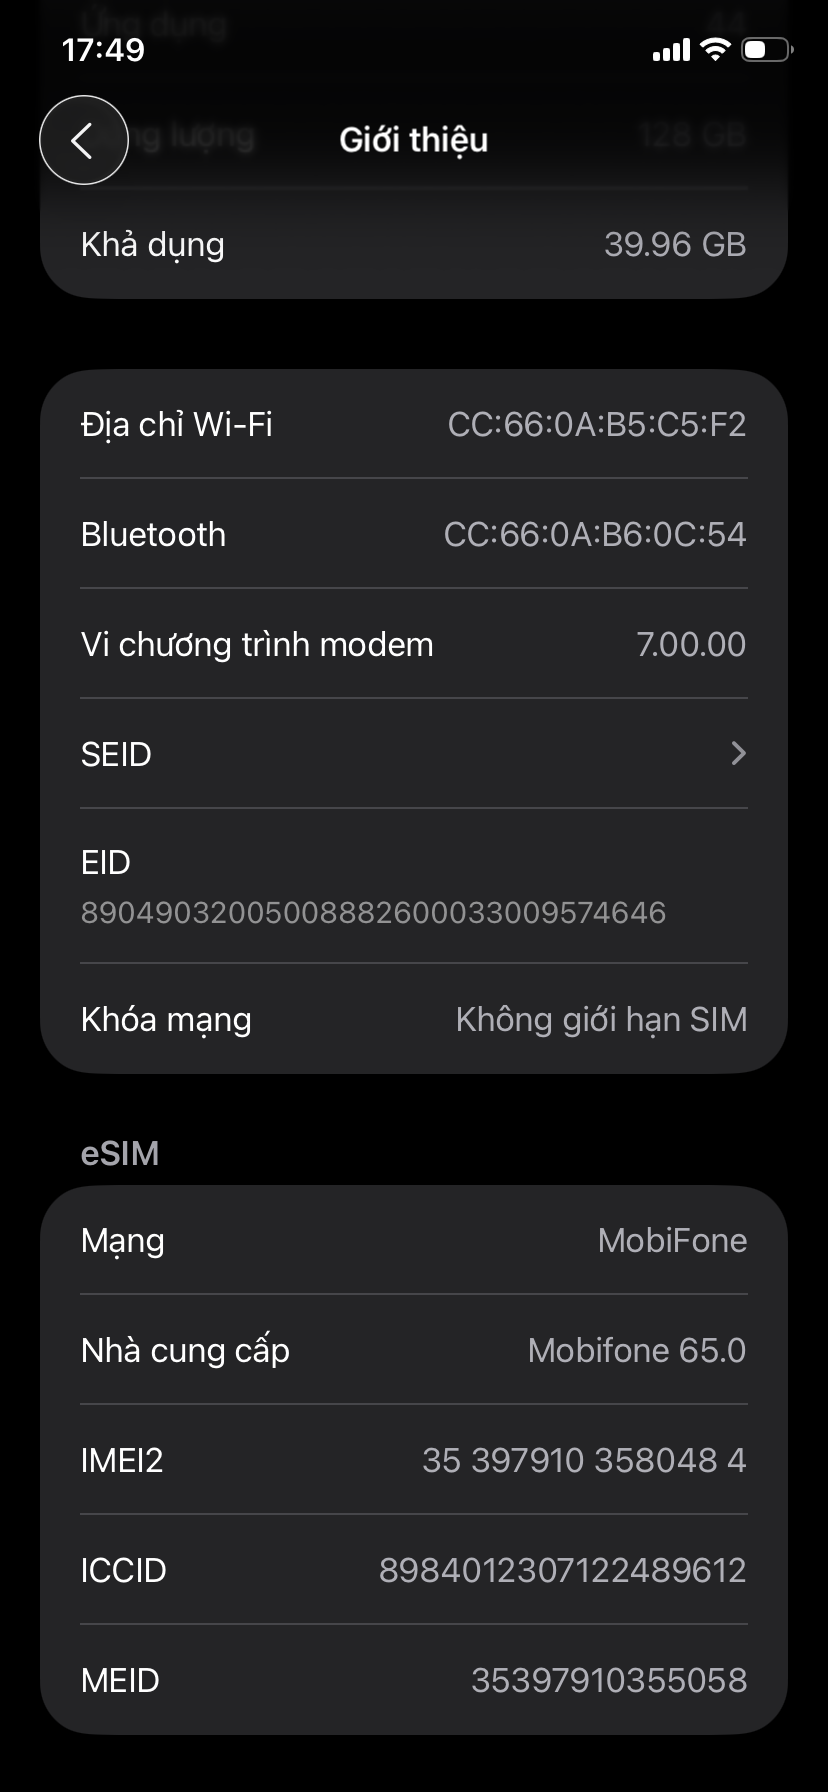 Ứng dụng 44
17:49
lượng 128 GB
Giới thiệu
Khả dụng 39.96 GB
Địa chỉ Wi-Fi CC:66:0A:B5:C5:F2
Bluetooth CC:66:0A:B6:0C:54
Vi chương trình modem 7.00.00
SEID
EID
89049032005008882600033009574646
Khóa mạng Không giới hạn SIM
eSIM
Mạng MobiFone
Nhà cung cấp Mobifone 65.0
IMEI2 35 397910 358048 4
ICCID 8984012307122489612
MEID 35397910355058